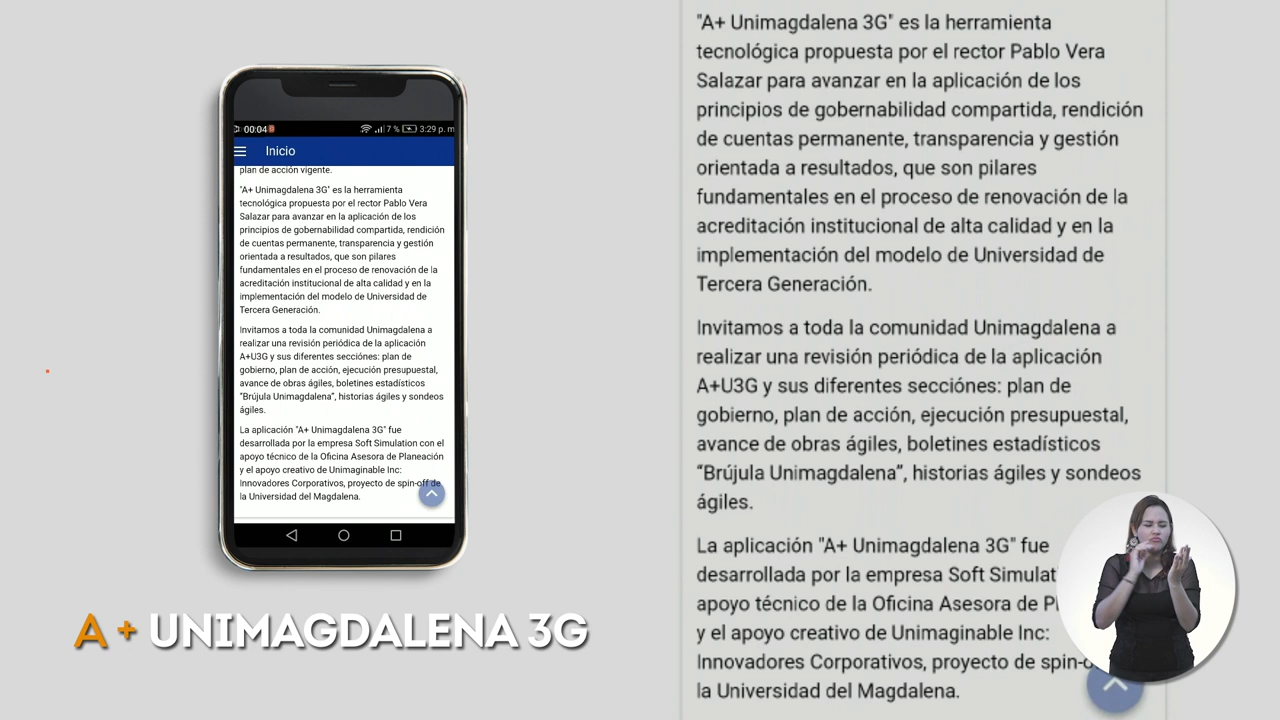 00:04 7 % 3:29 p. m
Inicio
plan de acción vigente.
"A+ Unimagdalena 3G" es la herramienta
tecnológica propuesta por el rector Pablo Vera
Salazar para avanzar en la aplicación de los
principios de gobernabilidad compartida, rendición
de cuentas permanente, transparencia y gestión
orientada a resultados, que son pilares
fundamentales en el proceso de renovación de la
acreditación institucional de alta calidad y en la
implementación del modelo de Universidad de
Tercera Generación.
Invitamos a toda la comunidad Unimagdalena a
realizar una revisión periódica de la aplicación
A+U3G y sus diferentes secciónes: plan de
gobierno, plan de acción, ejecución presupuestal,
avance de obras ágiles, boletines estadísticos
“Brújula Unimagdalena”, historias ágiles y sondeos
ágiles.
La aplicación "A+ Unimagdalena 3G" fue
desarrollada por la empresa Soft Simulation con el
apoyo técnico de la Oficina Asesora de Planeación
y el apoyo creativo de Unimaginable Inc:
Innovadores Corporativos, proyecto de spin-off de
la Universidad del Magdalena.
A + UNIMAGDALENA 3G
"A+ Unimagdalena 3G" es la herramienta
tecnológica propuesta por el rector Pablo Vera
Salazar para avanzar en la aplicación de los
principios de gobernabilidad compartida, rendición
de cuentas permanente, transparencia y gestión
orientada a resultados, que son pilares
fundamentales en el proceso de renovación de la
acreditación institucional de alta calidad y en la
implementación del modelo de Universidad de
Tercera Generación.
Invitamos a toda la comunidad Unimagdalena a
realizar una revisión periódica de la aplicación
A+U3G y sus diferentes secciónes: plan de
gobierno, plan de acción, ejecución presupuestal,
avance de obras ágiles, boletines estadísticos
“Brújula Unimagdalena”, historias ágiles y sondeos
ágiles.
La aplicación "A+ Unimagdalena 3G" fue
desarrollada por la empresa Soft Simulat
apoyo técnico de la Oficina Asesora de Pl
y el apoyo creativo de Unimaginable Inc:
Innovadores Corporativos, proyecto de spin-o
la Universidad del Magdalena.